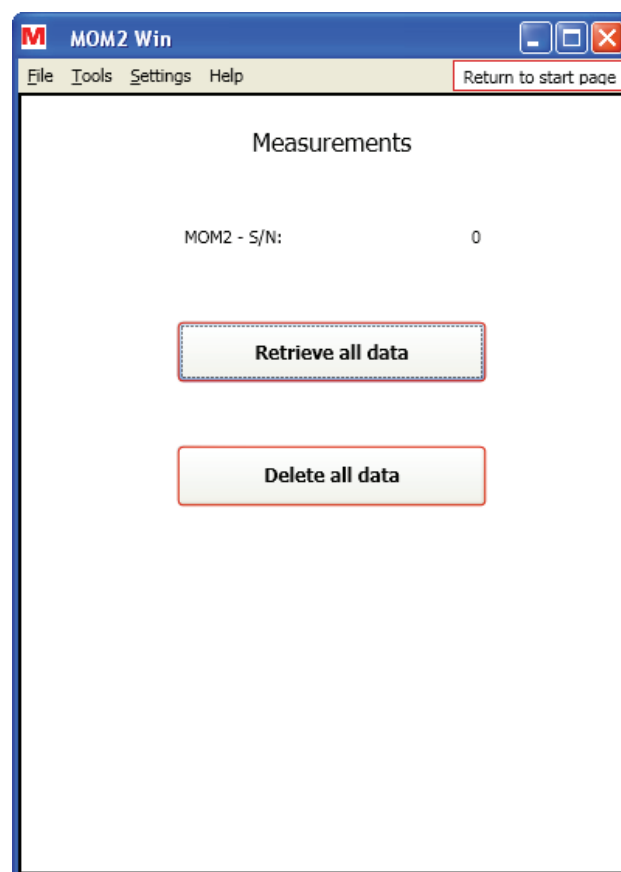 M MOM2 Win
File Tools Settings Help Return to start page
Measurements
MOM2 - S/N: 0
Retrieve all data
Delete all data